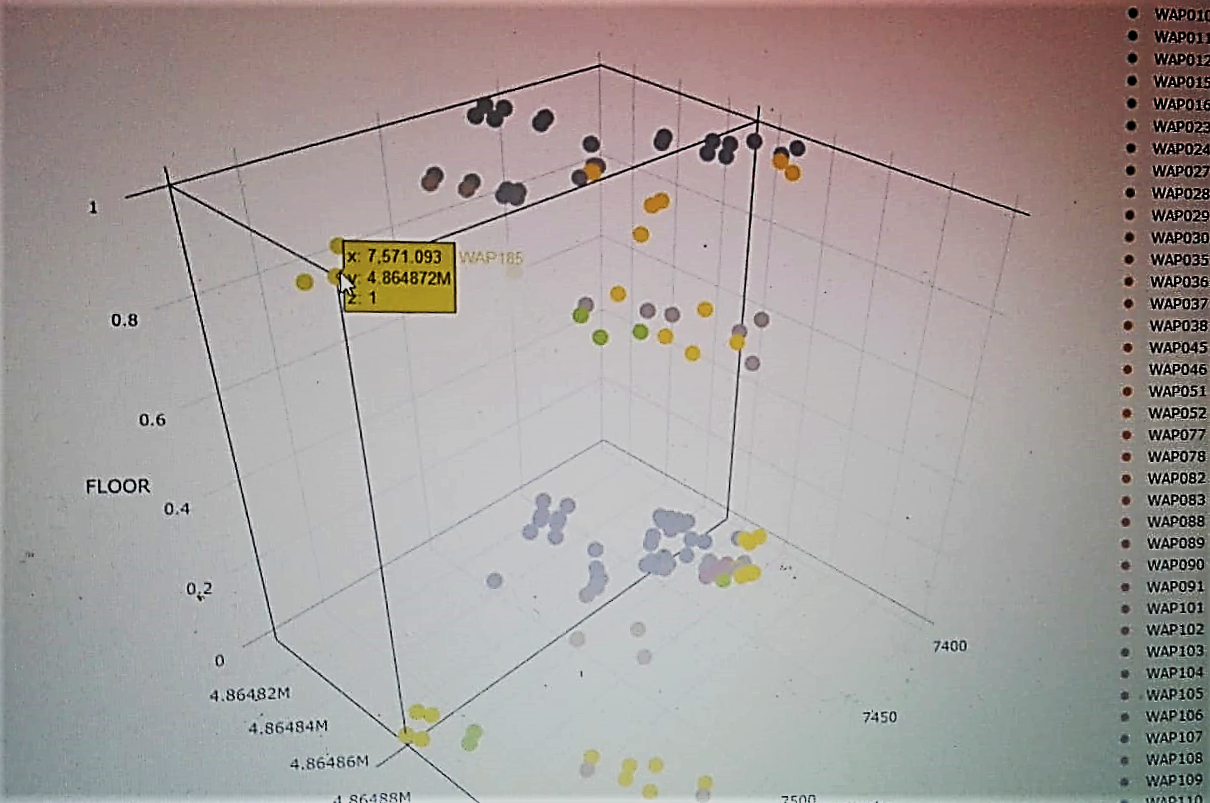 1
0.8
0.6
FLOOR
0.4
0.2
0
4.86482M
4.86484M
4.86486M
4.86488M
7400
7450
7500
x: 7,571.093
y: 4.864872M
z: 1
WAP185
WAP010
WAP011
WAP012
WAP015
WAP016
WAP023
WAP024
WAP027
WAP028
WAP029
WAP030
WAP035
WAP036
WAP037
WAP038
WAP045
WAP046
WAP051
WAP052
WAP077
WAP078
WAP082
WAP083
WAP088
WAP089
WAP090
WAP091
WAP101
WAP102
WAP103
WAP104
WAP105
WAP106
WAP107
WAP108
WAP109
WAP110